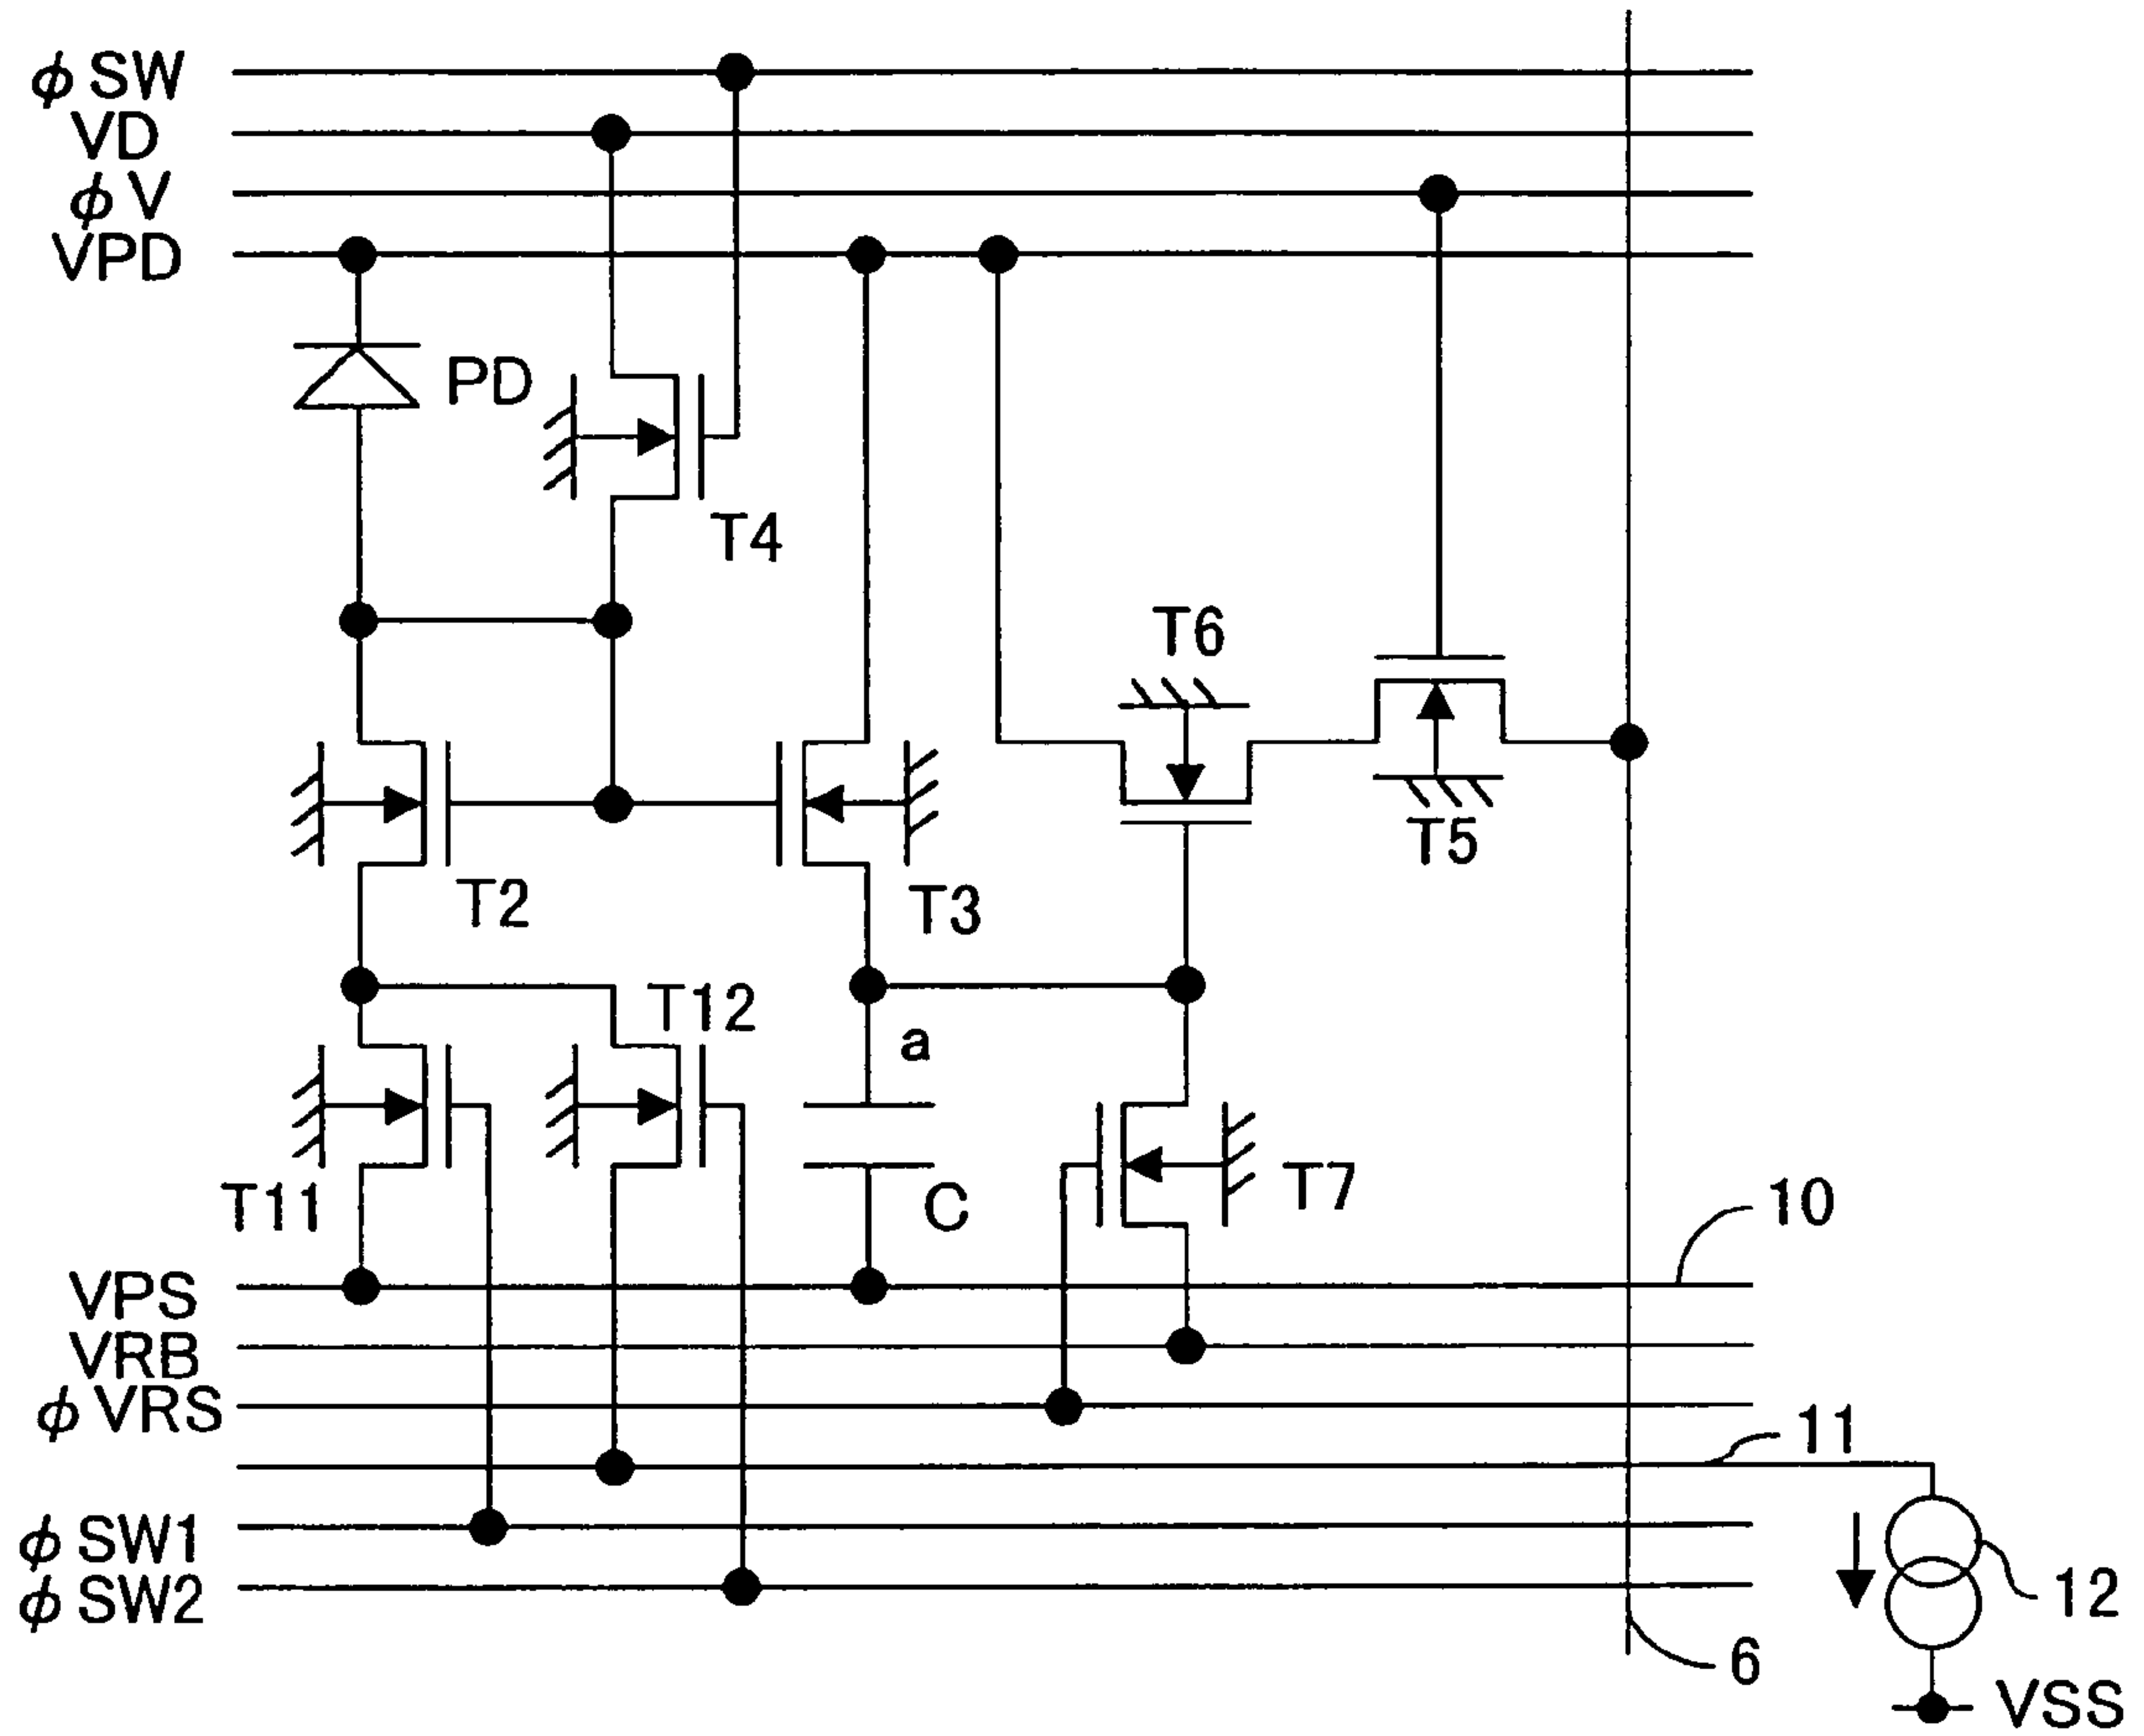 ϕSW
VD
ϕV
VPD
PD
T4
T6
T5
T2
T3
T12
a
T11
C
T7
10
VPS
VRB
ϕVRS
11
ϕSW1
ϕSW2
12
6
VSS